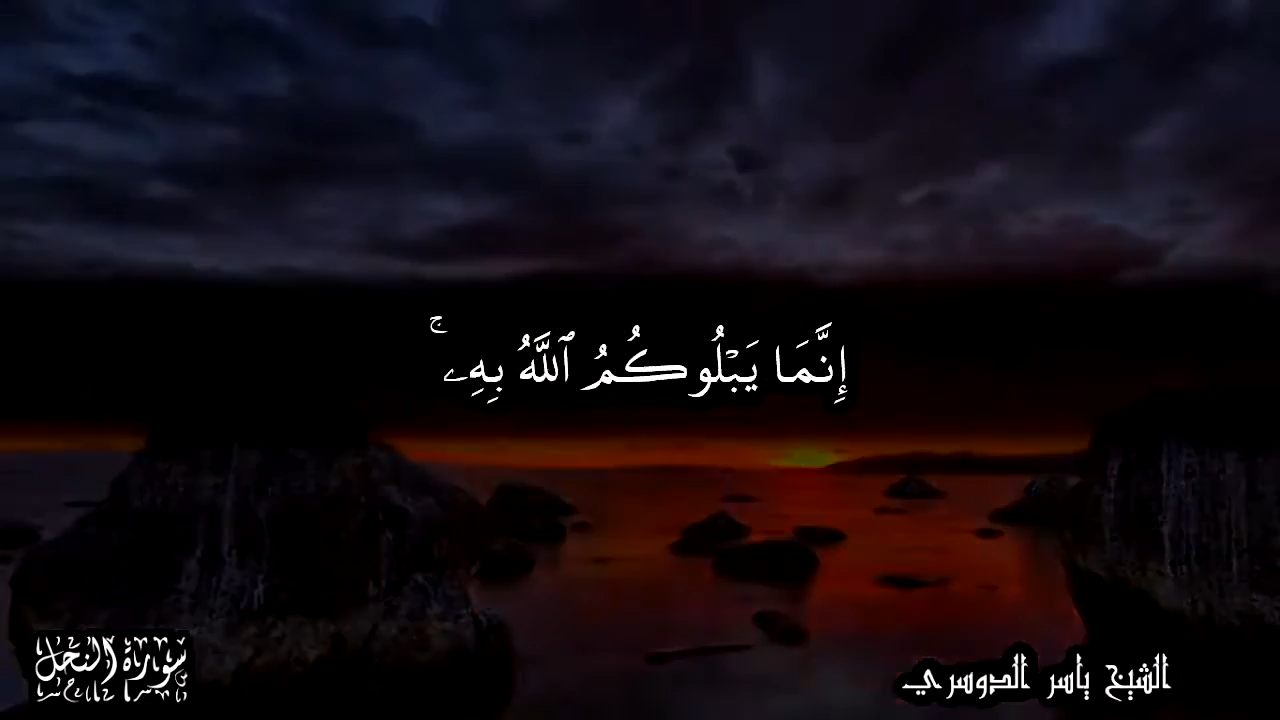 إِنَّمَا يَبْلُوكُمُ ٱللَّهُ بِهِۦ ۚ
سورة النحل
الشيخ ياسر الدوسري